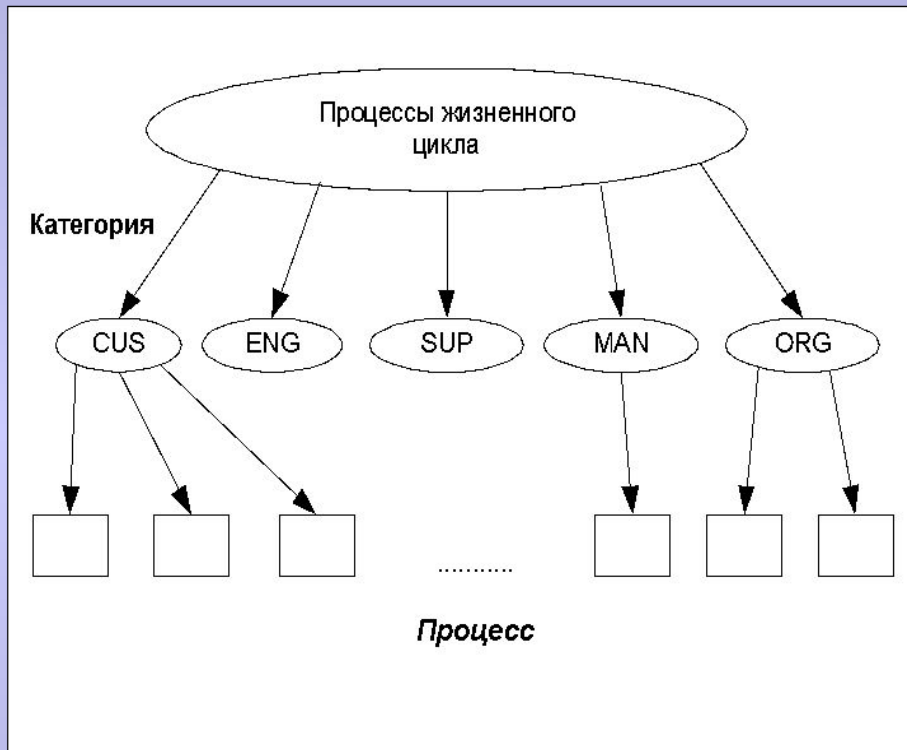 Процессы жизненного
цикла
Категория
CUS ENG SUP MAN ORG
...........
Процесс